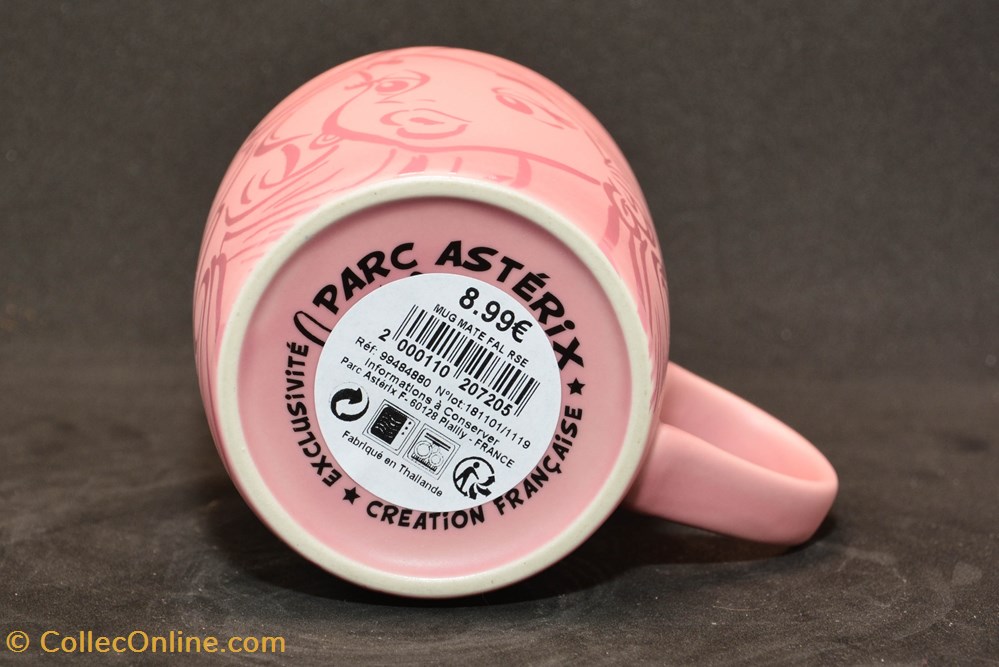 PARC ASTÉRiX
★ CRÉATiON FRANÇAiSE ★
EXCLUSiViTÉ
8.99€
MUG MATE FAL RSE
2 000110 207205
Réf: 99484880 N°lot:181101/1119
Informations à Conserver
Parc Astérix F- 60128 Plailly - FRANCE
Fabriqué en Thaïlande
© CollecOnline.com